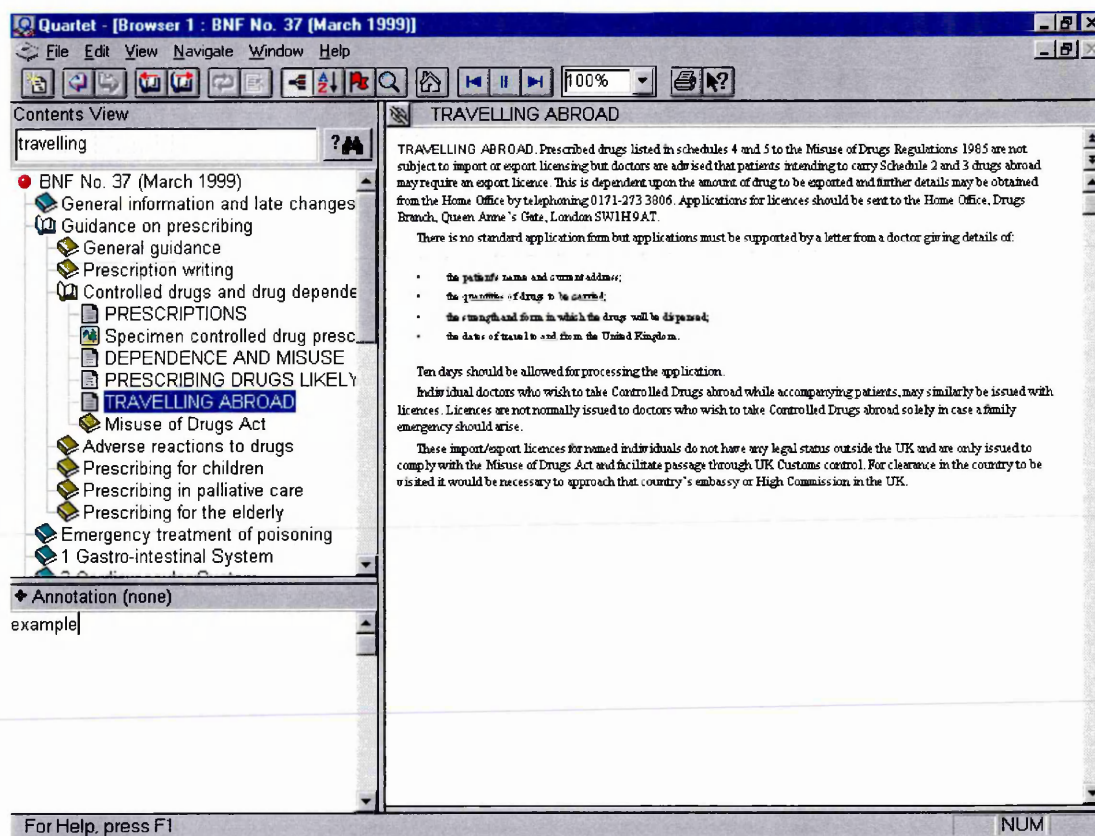 Quartet - [Browser 1 : BNF No. 37 (March 1999)]
File Edit View Navigate Window Help
100%
Contents View
travelling
BNF No. 37 (March 1999)
General information and late changes
Guidance on prescribing
General guidance
Prescription writing
Controlled drugs and drug depende
PRESCRIPTIONS
Specimen controlled drug presc
DEPENDENCE AND MISUSE
PRESCRIBING DRUGS LIKELY
TRAVELLING ABROAD
Misuse of Drugs Act
Adverse reactions to drugs
Prescribing for children
Prescribing in palliative care
Prescribing for the elderly
Emergency treatment of poisoning
1 Gastro-intestinal System
Annotation (none)
example
TRAVELLING ABROAD
TRAVELLING ABROAD. Prescribed drugs listed in schedules 4 and 5 to the Misuse of Drugs Regulations 1985 are not
subject to import or export licensing but doctors are advised that patients intending to carry Schedule 2 and 3 drugs abroad
may require an export licence. This is dependent upon the amount of drug to be exported and further details may be obtained
from the Home Office by telephoning 0171-273 3806. Applications for licences should be sent to the Home Office, Drugs
Branch, Queen Anne's Gate, London SW1H 9AT.
There is no standard application form but applications must be supported by a letter from a doctor giving details of:
• the patient's name and current address;
• the quantities of drugs to be carried;
• the strength and form in which the drugs will be dispensed;
• the dates of travel to and from the United Kingdom.
Ten days should be allowed for processing the application.
Individual doctors who wish to take Controlled Drugs abroad while accompanying patients, may similarly be issued with
licences. Licences are not normally issued to doctors who wish to take Controlled Drugs abroad solely in case a family
emergency should arise.
These import/export licences for named individuals do not have any legal status outside the UK and are only issued to
comply with the Misuse of Drugs Act and facilitate passage through UK Customs control. For clearance in the country to be
visited it would be necessary to approach that country's embassy or High Commission in the UK.
For Help, press F1
NUM